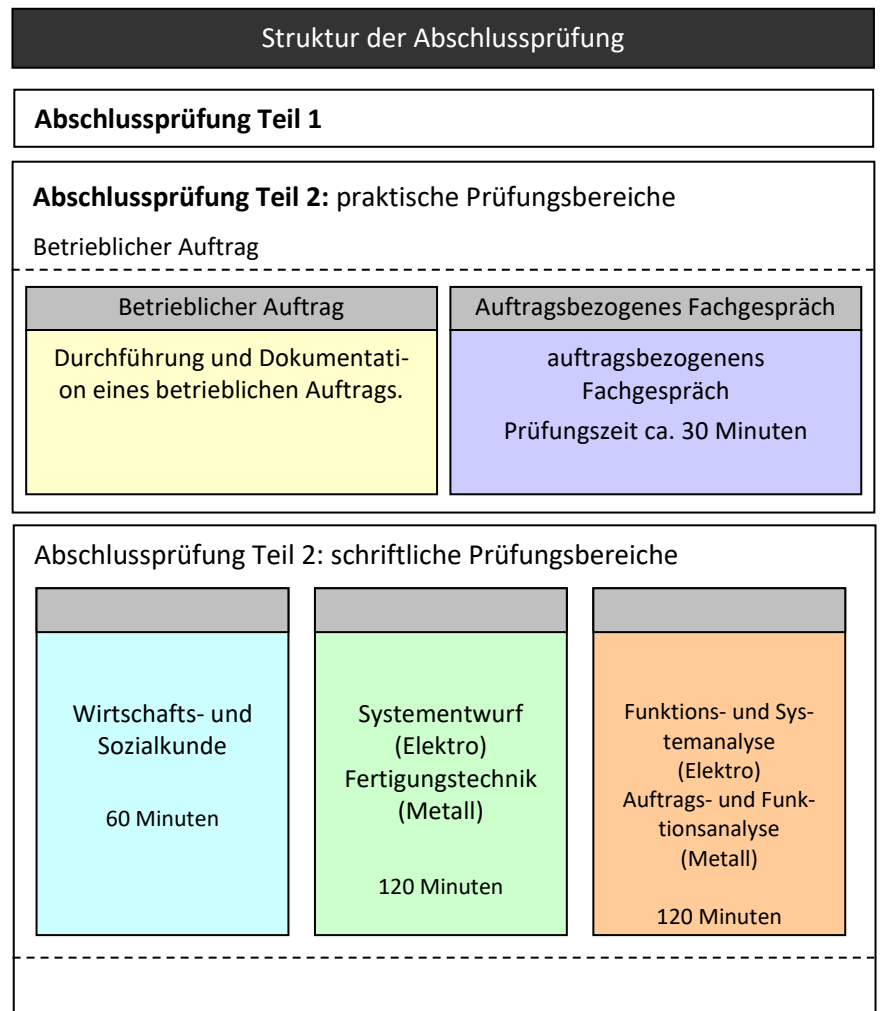 Struktur der Abschlussprüfung
Abschlussprüfung Teil 1
Abschlussprüfung Teil 2: praktische Prüfungsbereiche
Betrieblicher Auftrag
Betrieblicher Auftrag
Durchführung und Dokumentati-
on eines betrieblichen Auftrags.
Auftragsbezogenes Fachgespräch
auftragsbezogenens
Fachgespräch
Prüfungszeit ca. 30 Minuten
Abschlussprüfung Teil 2: schriftliche Prüfungsbereiche
Wirtschafts- und
Sozialkunde
60 Minuten
Systementwurf
(Elektro)
Fertigungstechnik
(Metall)
120 Minuten
Funktions- und Sys-
temanalyse
(Elektro)
Auftrags- und Funk-
tionsanalyse
(Metall)
120 Minuten